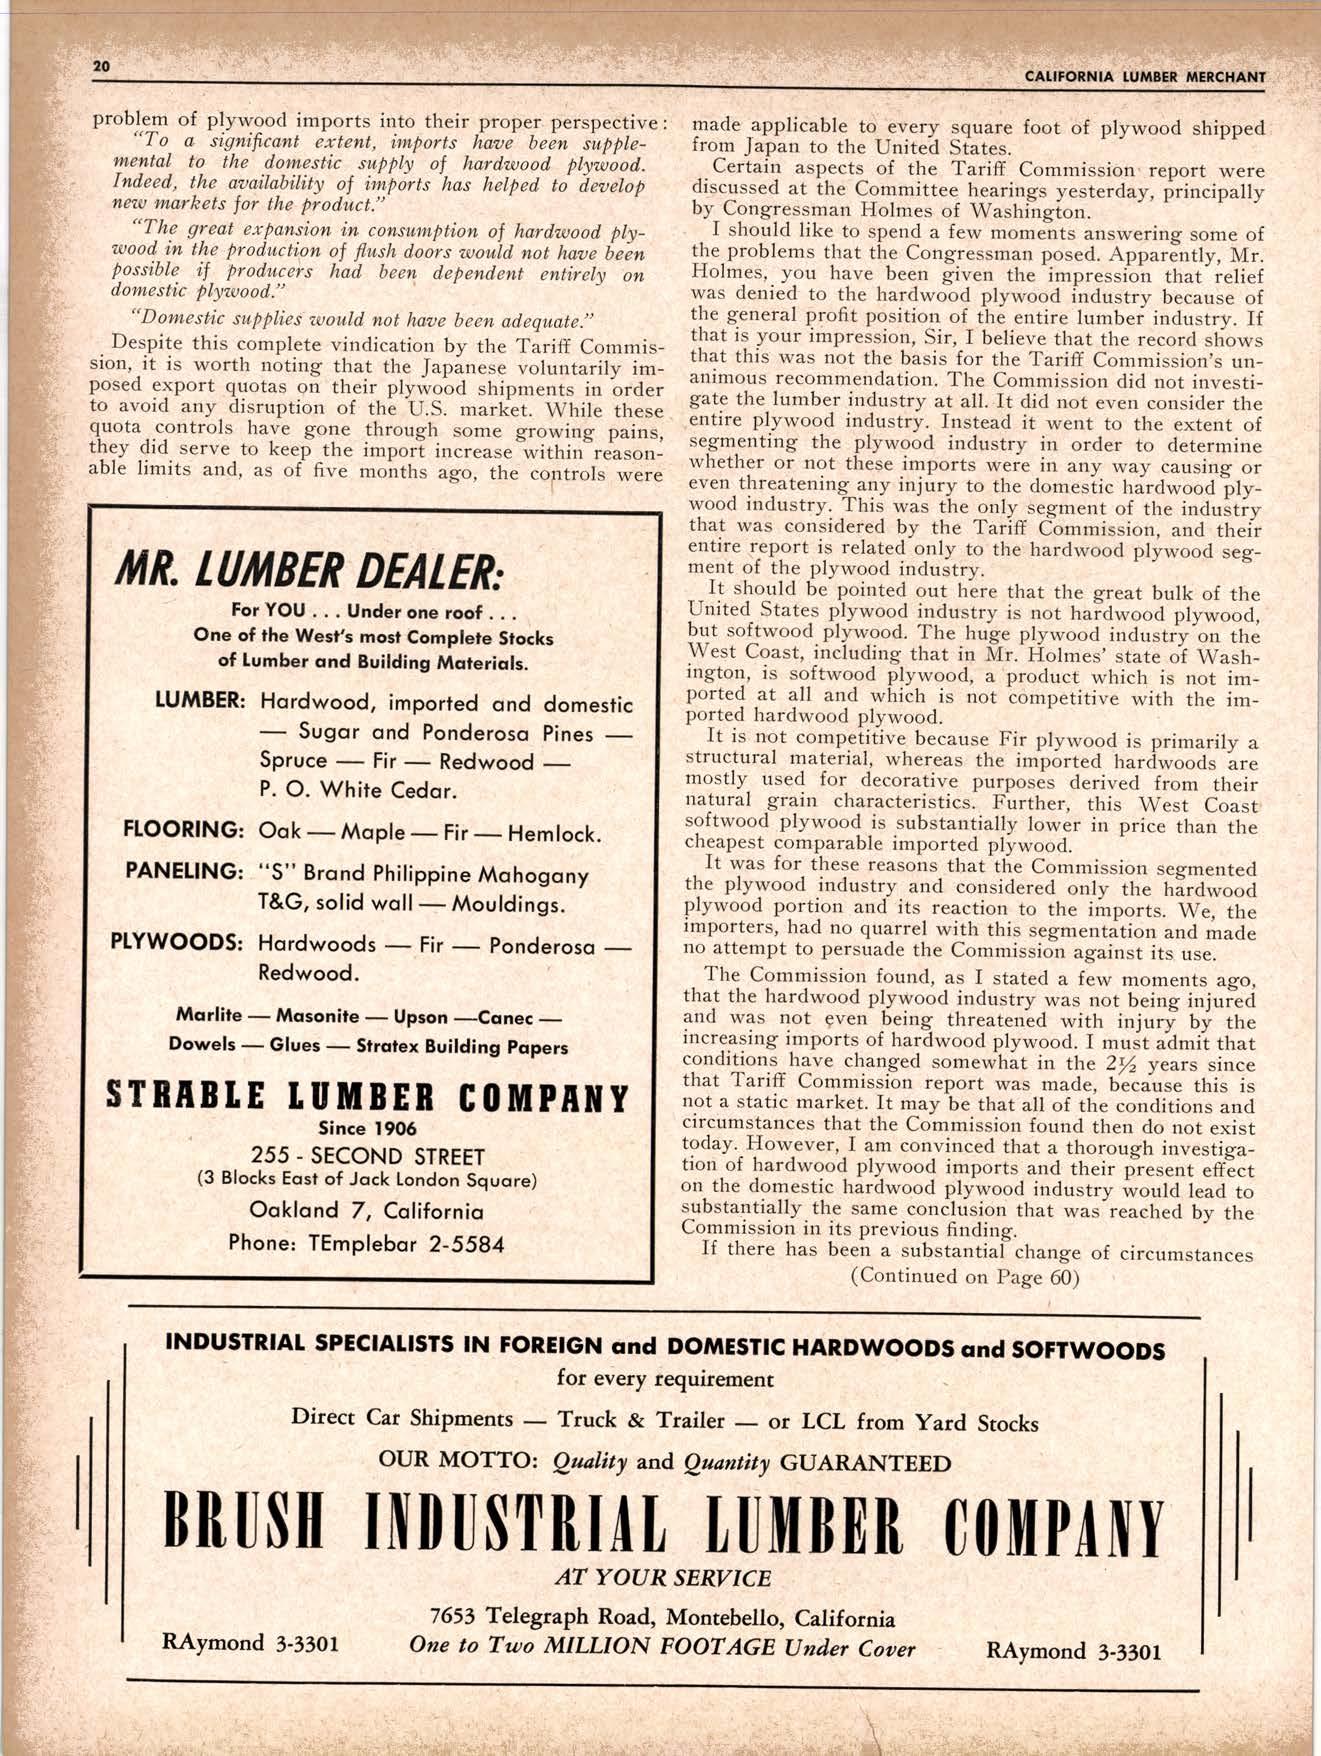 20
CALIFORNIA LUMBER MERCHANT
problem of plywood imports into their proper perspective:
"To a significant extent, imports have been supple-
mental to the domestic supply of hardwood plywood.
Indeed, the availability of imports has helped to develop
new markets for the product."
"The great expansion in consumption of hardwood ply-
wood in the production of flush doors would not have been
possible if producers had been dependent entirely on
domestic plywood."
"Domestic supplies would not have been adequate."
Despite this complete vindication by the Tariff Commis-
sion, it is worth noting that the Japanese voluntarily im-
posed export quotas on their plywood shipments in order
to avoid any disruption of the U.S. market. While these
quota controls have gone through some growing pains,
they did serve to keep the import increase within reason-
able limits and, as of five months ago, the controls were
made applicable to every square foot of plywood shipped
from Japan to the United States.
Certain aspects of the Tariff Commission report were
discussed at the Committee hearings yesterday, principally
by Congressman Holmes of Washington.
I should like to spend a few moments answering some of
the problems that the Congressman posed. Apparently, Mr.
Holmes, you have been given the impression that relief
was denied to the hardwood plywood industry because of
the general profit position of the entire lumber industry. If
that is your impression, Sir, I believe that the record shows
that this was not the basis for the Tariff Commission's un-
animous recommendation. The Commission did not investi-
gate the lumber industry at all. It did not even consider the
entire plywood industry. Instead it went to the extent of
segmenting the plywood industry in order to determine
whether or not these imports were in any way causing or
even threatening any injury to the domestic hardwood ply-
wood industry. This was the only segment of the industry
that was considered by the Tariff Commission, and their
entire report is related only to the hardwood plywood seg-
ment of the plywood industry.
It should be pointed out here that the great bulk of the
United States plywood industry is not hardwood plywood,
but softwood plywood. The huge plywood industry on the
West Coast, including that in Mr. Holmes' state of Wash-
ington, is softwood plywood, a product which is not im-
ported at all and which is not competitive with the im-
ported hardwood plywood.
It is not competitive because Fir plywood is primarily a
structural material, whereas the imported hardwoods are
mostly used for decorative purposes derived from their
natural grain characteristics. Further, this West Coast
softwood plywood is substantially lower in price than the
cheapest comparable imported plywood.
It was for these reasons that the Commission segmented
the plywood industry and considered only the hardwood
plywood portion and its reaction to the imports. We, the
importers, had no quarrel with this segmentation and made
no attempt to persuade the Commission against its use.
The Commission found, as I stated a few moments ago,
that the hardwood plywood industry was not being injured
and was not even being threatened with injury by the
increasing imports of hardwood plywood. I must admit that
conditions have changed somewhat in the 2½ years since
that Tariff Commission report was made, because this is
not a static market. It may be that all of the conditions and
circumstances that the Commission found then do not exist
today. However, I am convinced that a thorough investiga-
tion of hardwood plywood imports and their present effect
on the domestic hardwood plywood industry would lead to
substantially the same conclusion that was reached by the
Commission in its previous finding.
If there has been a substantial change of circumstances
(Continued on Page 60)
MR. LUMBER DEALER:
For YOU . . . Under one roof . . .
One of the West's most Complete Stocks
of Lumber and Building Materials.
LUMBER: Hardwood, imported and domestic
— Sugar and Ponderosa Pines —
Spruce — Fir — Redwood —
P. O. White Cedar.
FLOORING: Oak — Maple — Fir — Hemlock.
PANELING: "S" Brand Philippine Mahogany
T&G, solid wall — Mouldings.
PLYWOODS: Hardwoods — Fir — Ponderosa —
Redwood.
Marlite — Masonite — Upson —Canec —
Dowels — Glues — Stratex Building Papers
STRABLE LUMBER COMPANY
Since 1906
255 - SECOND STREET
(3 Blocks East of Jack London Square)
Oakland 7, California
Phone: TEmplebar 2-5584
INDUSTRIAL SPECIALISTS IN FOREIGN and DOMESTIC HARDWOODS and SOFTWOODS
for every requirement
Direct Car Shipments — Truck & Trailer — or LCL from Yard Stocks
OUR MOTTO: Quality and Quantity GUARANTEED
BRUSH INDUSTRIAL LUMBER COMPANY
AT YOUR SERVICE
7653 Telegraph Road, Montebello, California
RAymond 3-3301 One to Two MILLION FOOTAGE Under Cover RAymond 3-3301